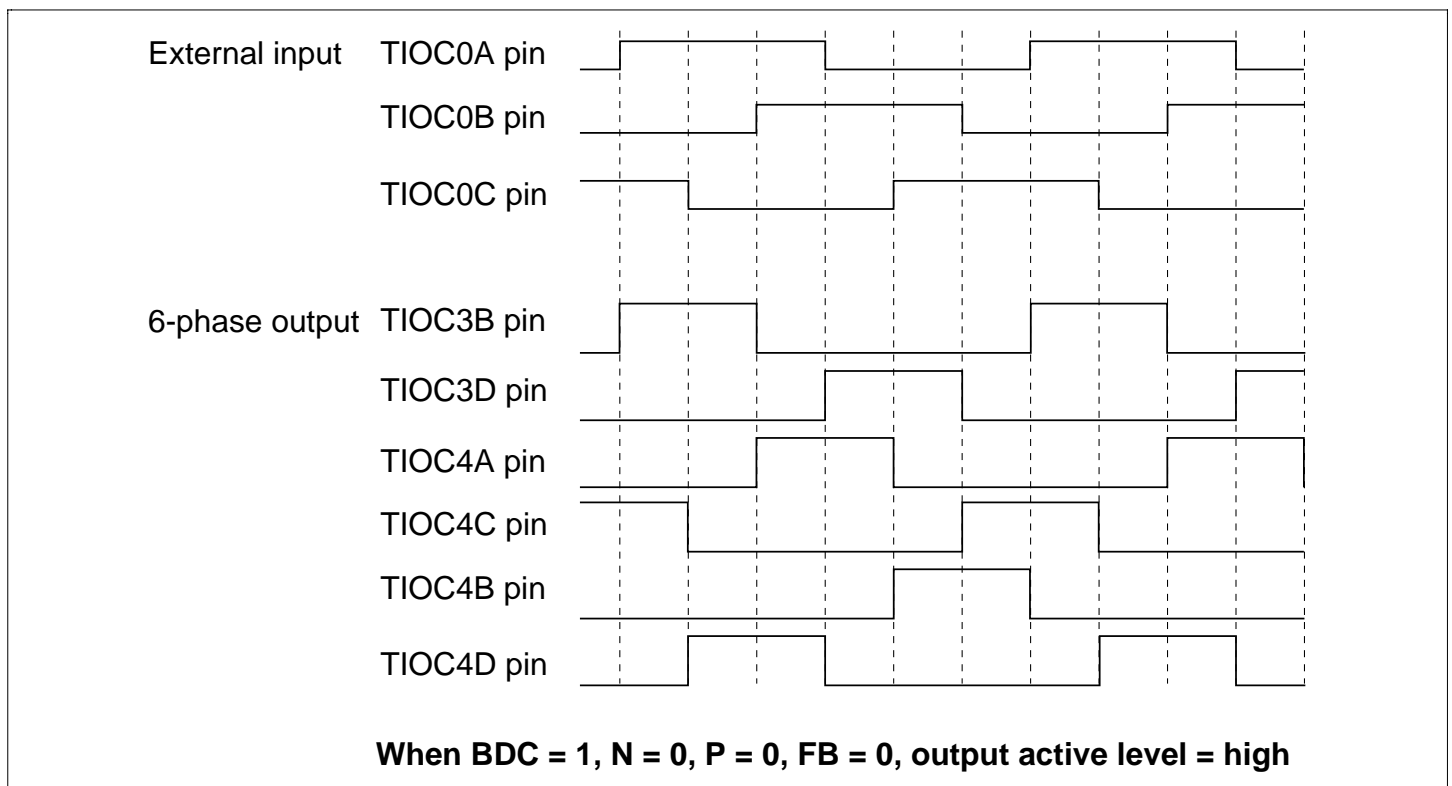 External input TIOC0A pin
TIOC0B pin
TIOC0C pin
6-phase output TIOC3B pin
TIOC3D pin
TIOC4A pin
TIOC4C pin
TIOC4B pin
TIOC4D pin
When BDC = 1, N = 0, P = 0, FB = 0, output active level = high